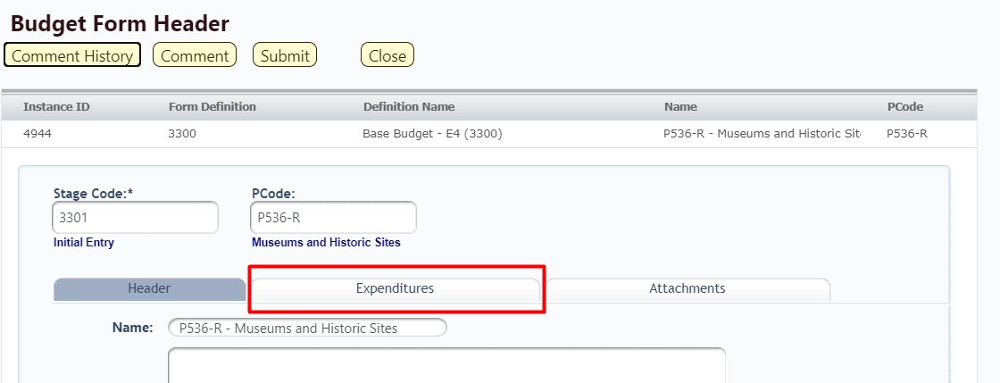 Budget Form Header
Comment History Comment Submit Close
Instance ID Form Definition Definition Name Name PCode
4944 3300 Base Budget - E4 (3300) P536-R - Museums and Historic Sit P536-R
Stage Code:* PCode:
3301 P536-R
Initial Entry Museums and Historic Sites
Header Expenditures Attachments
Name: P536-R - Museums and Historic Sites